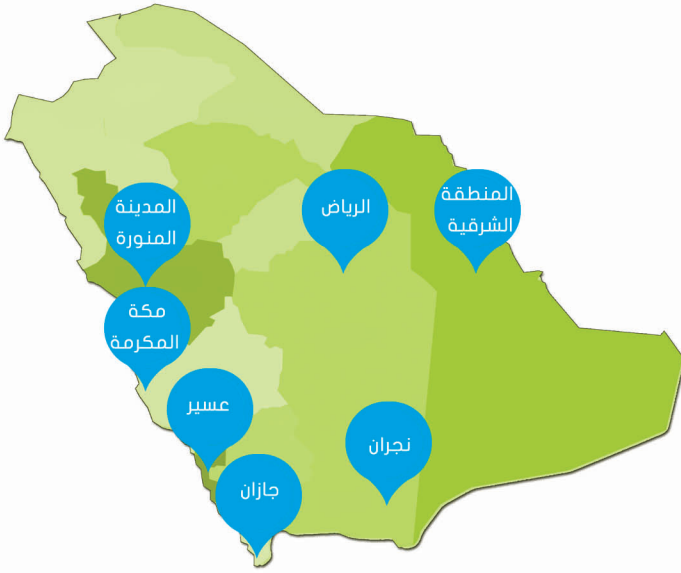 المنطقة
الشرقية
الرياض
المدينة
المنورة
مكة
المكرمة
عسير
نجران
جازان